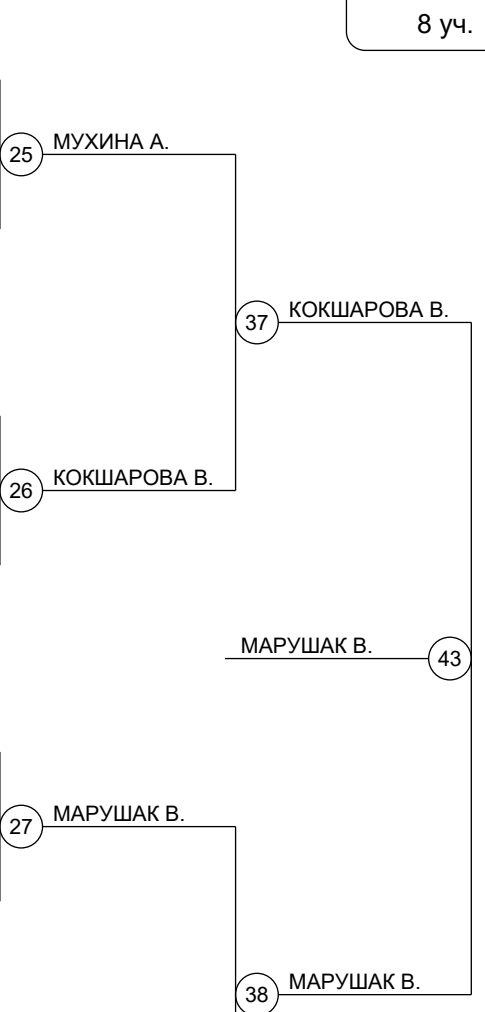 8 уч.
МУХИНА А.
25
КОКШАРОВА В.
37
КОКШАРОВА В.
26
МАРУШАК В.
43
МАРУШАК В.
27
МАРУШАК В.
38